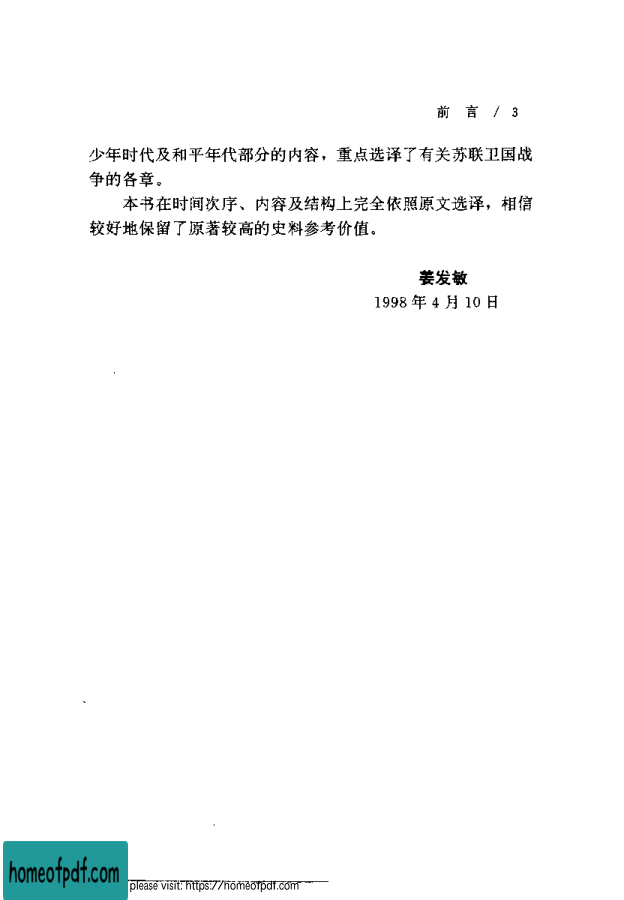 前 言 / 3
少年时代及和平年代部分的内容，重点选译了有关苏联卫国战
争的各章。
本书在时间次序、内容及结构上完全依照原文选译，相信
较好地保留了原著较高的史料参考价值。
姜发敏
1998 年 4 月 10 日
homeofpdf.com
please visit: https://homeofpdf.com